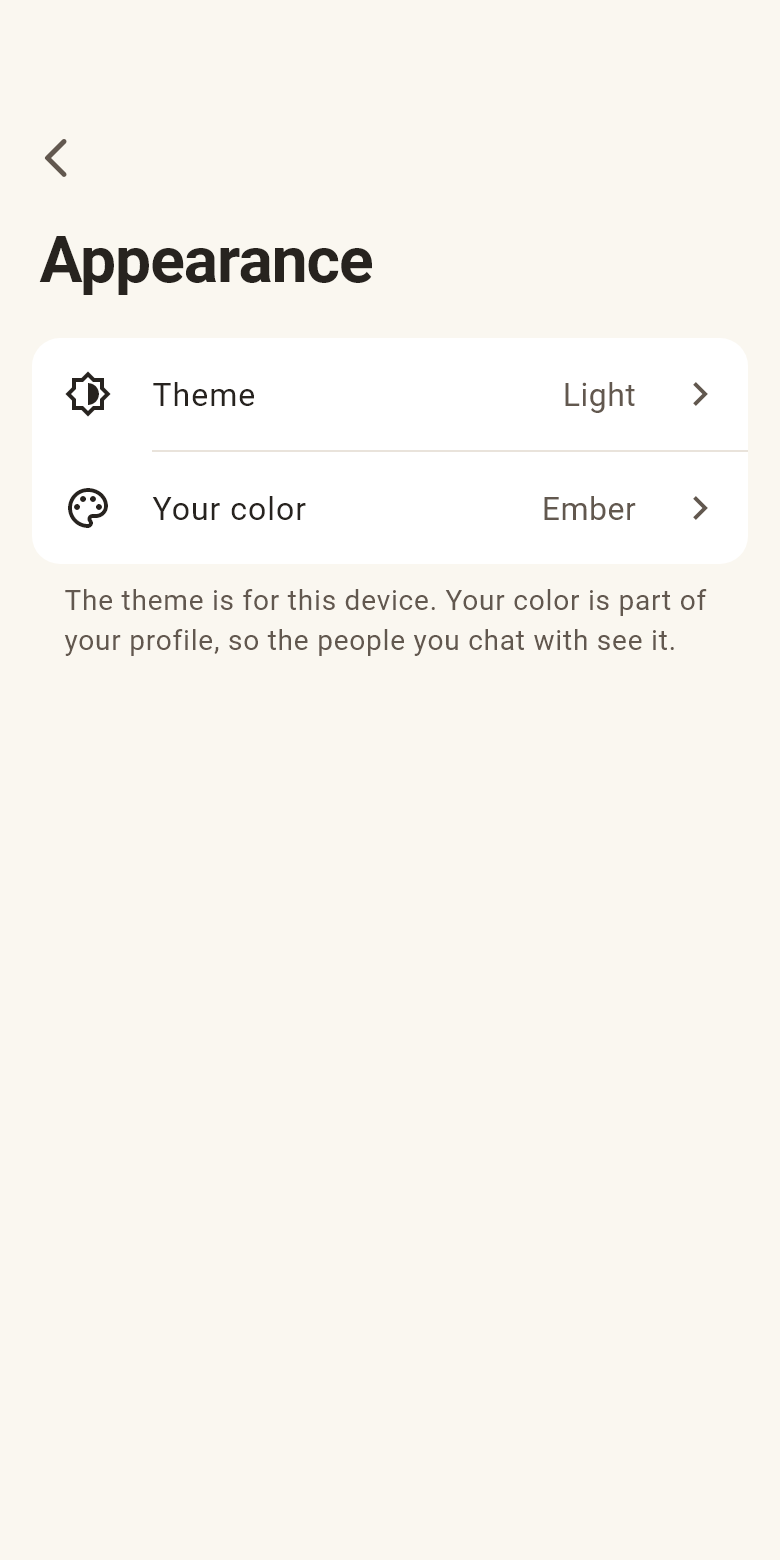 Appearance
Theme Light
Your color Ember
The theme is for this device. Your color is part of
your profile, so the people you chat with see it.